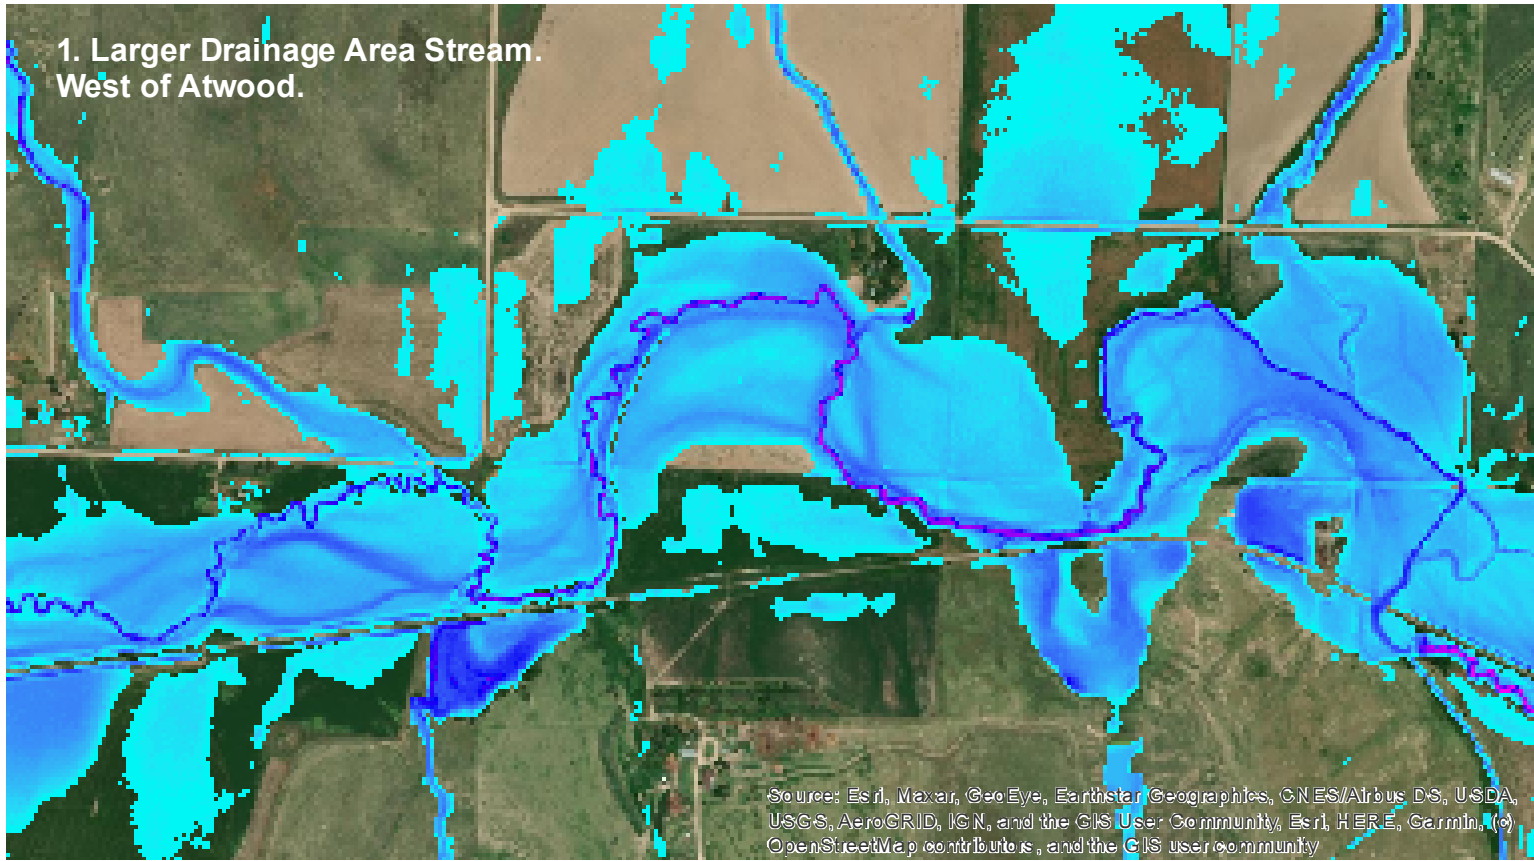 1. Larger Drainage Area Stream.
West of Atwood.
Source: Esri, Maxar, GeoEye, Earthstar Geographics, CNES/Airbus DS, USDA,
USGS, AeroGRID, IGN, and the GIS User Community, Esri, HERE, Garmin, (c)
OpenStreetMap contributors, and the GIS user community